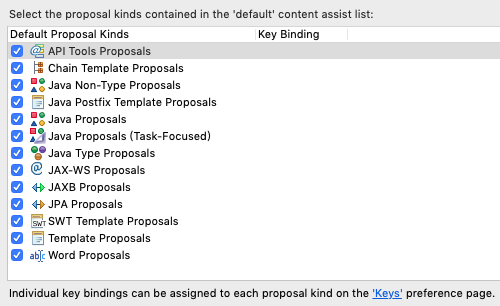 Select the proposal kinds contained in the 'default' content assist list:
Default Proposal Kinds Key Binding
API Tools Proposals
Chain Template Proposals
Java Non-Type Proposals
Java Postfix Template Proposals
Java Proposals
Java Proposals (Task-Focused)
Java Type Proposals
@ JAX-WS Proposals
JAXB Proposals
JPA Proposals
SWT SWT Template Proposals
Template Proposals
abc Word Proposals
Individual key bindings can be assigned to each proposal kind on the 'Keys' preference page.